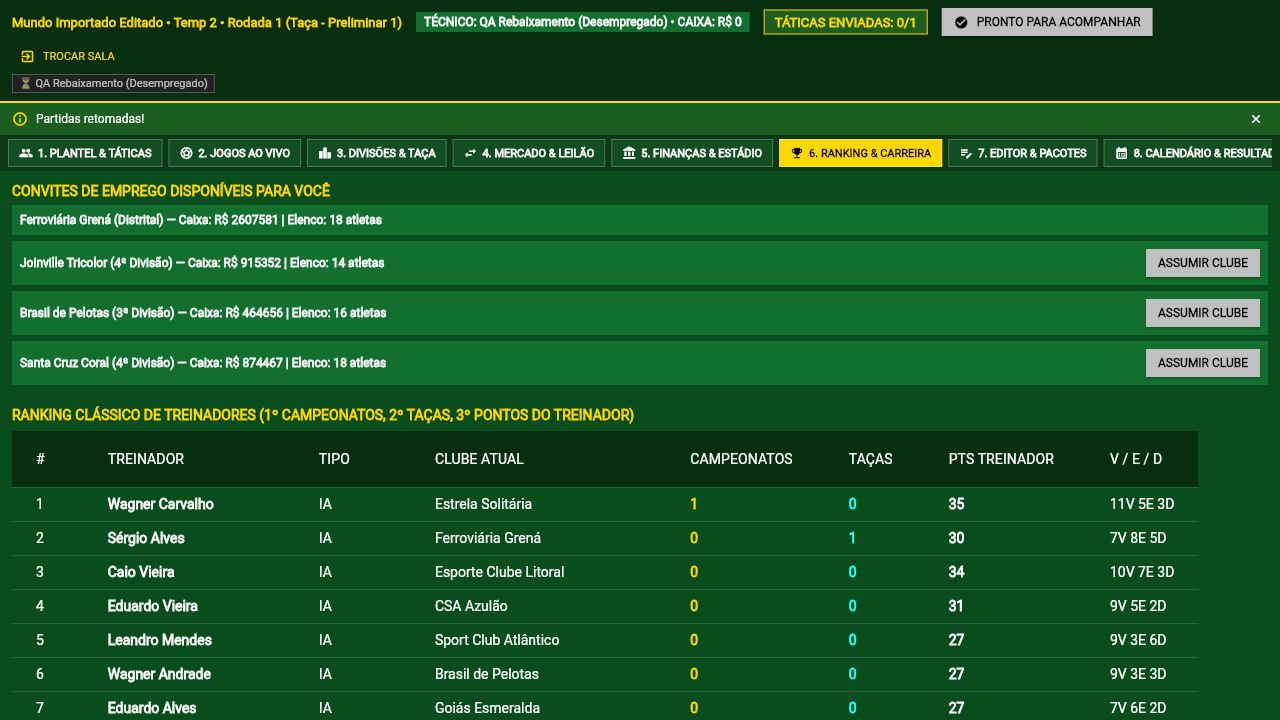 Mundo Importado Editado • Temp 2 • Rodada 1 (Taça - Preliminar 1) TÉCNICO: QA Rebaixamento (Desempregado) • CAIXA: R$ 0 TÁTICAS ENVIADAS: 0/1 PRONTO PARA ACOMPANHAR
TROCAR SALA
⏳ QA Rebaixamento (Desempregado)
Partidas retomadas!
1. PLANTEL & TÁTICAS 2. JOGOS AO VIVO 3. DIVISÕES & TAÇA 4. MERCADO & LEILÃO 5. FINANÇAS & ESTÁDIO 6. RANKING & CARREIRA 7. EDITOR & PACOTES 8. CALENDÁRIO & RESULTAD
CONVITES DE EMPREGO DISPONÍVEIS PARA VOCÊ
Ferroviária Grená (Distrital) — Caixa: R$ 2607581 | Elenco: 18 atletas
Joinville Tricolor (4ª Divisão) — Caixa: R$ 915352 | Elenco: 14 atletas ASSUMIR CLUBE
Brasil de Pelotas (3ª Divisão) — Caixa: R$ 464656 | Elenco: 16 atletas ASSUMIR CLUBE
Santa Cruz Coral (4ª Divisão) — Caixa: R$ 874467 | Elenco: 18 atletas ASSUMIR CLUBE
RANKING CLÁSSICO DE TREINADORES (1º CAMPEONATOS, 2º TAÇAS, 3º PONTOS DO TREINADOR)
# TREINADOR TIPO CLUBE ATUAL CAMPEONATOS TAÇAS PTS TREINADOR V / E / D
1 Wagner Carvalho IA Estrela Solitária 1 0 35 11V 5E 3D
2 Sérgio Alves IA Ferroviária Grená 0 1 30 7V 8E 5D
3 Caio Vieira IA Esporte Clube Litoral 0 0 34 10V 7E 3D
4 Eduardo Vieira IA CSA Azulão 0 0 31 9V 5E 2D
5 Leandro Mendes IA Sport Club Atlântico 0 0 27 9V 3E 6D
6 Wagner Andrade IA Brasil de Pelotas 0 0 27 9V 3E 3D
7 Eduardo Alves IA Goiás Esmeralda 0 0 27 7V 6E 2D